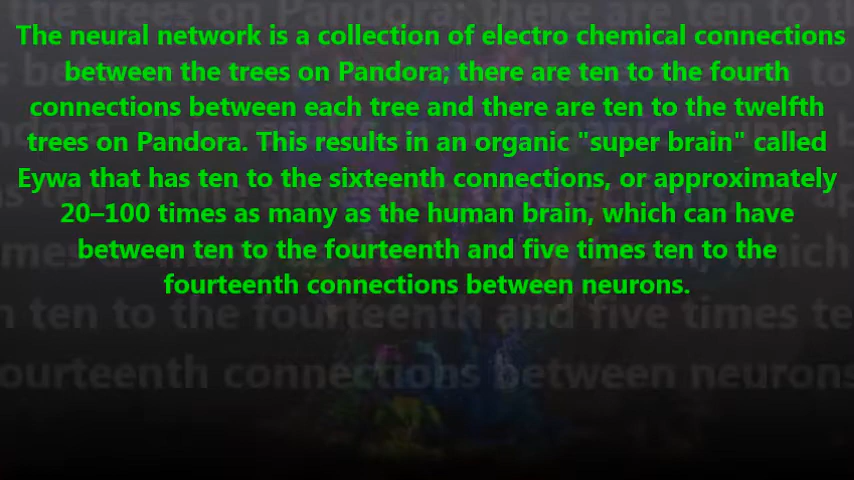 The neural network is a collection of electro chemical connections
between the trees on Pandora; there are ten to the fourth
connections between each tree and there are ten to the twelfth
trees on Pandora. This results in an organic "super brain" called
Eywa that has ten to the sixteenth connections, or approximately
20–100 times as many as the human brain, which can have
between ten to the fourteenth and five times ten to the
fourteenth connections between neurons.